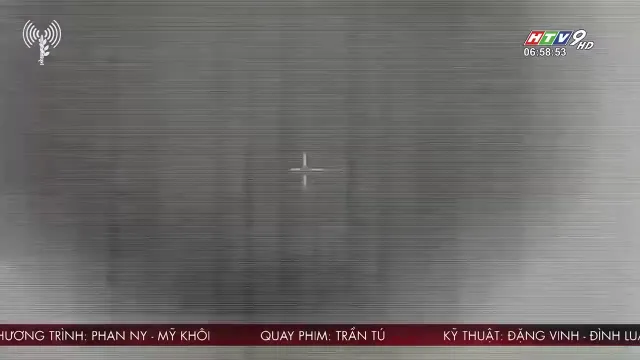 HTV9 HD
06:58:53
HƯƠNG TRÌNH: PHAN NY - MỸ KHÔI QUAY PHIM: TRẦN TÚ KỸ THUẬT: ĐẶNG VINH - ĐÌNH LUÂ